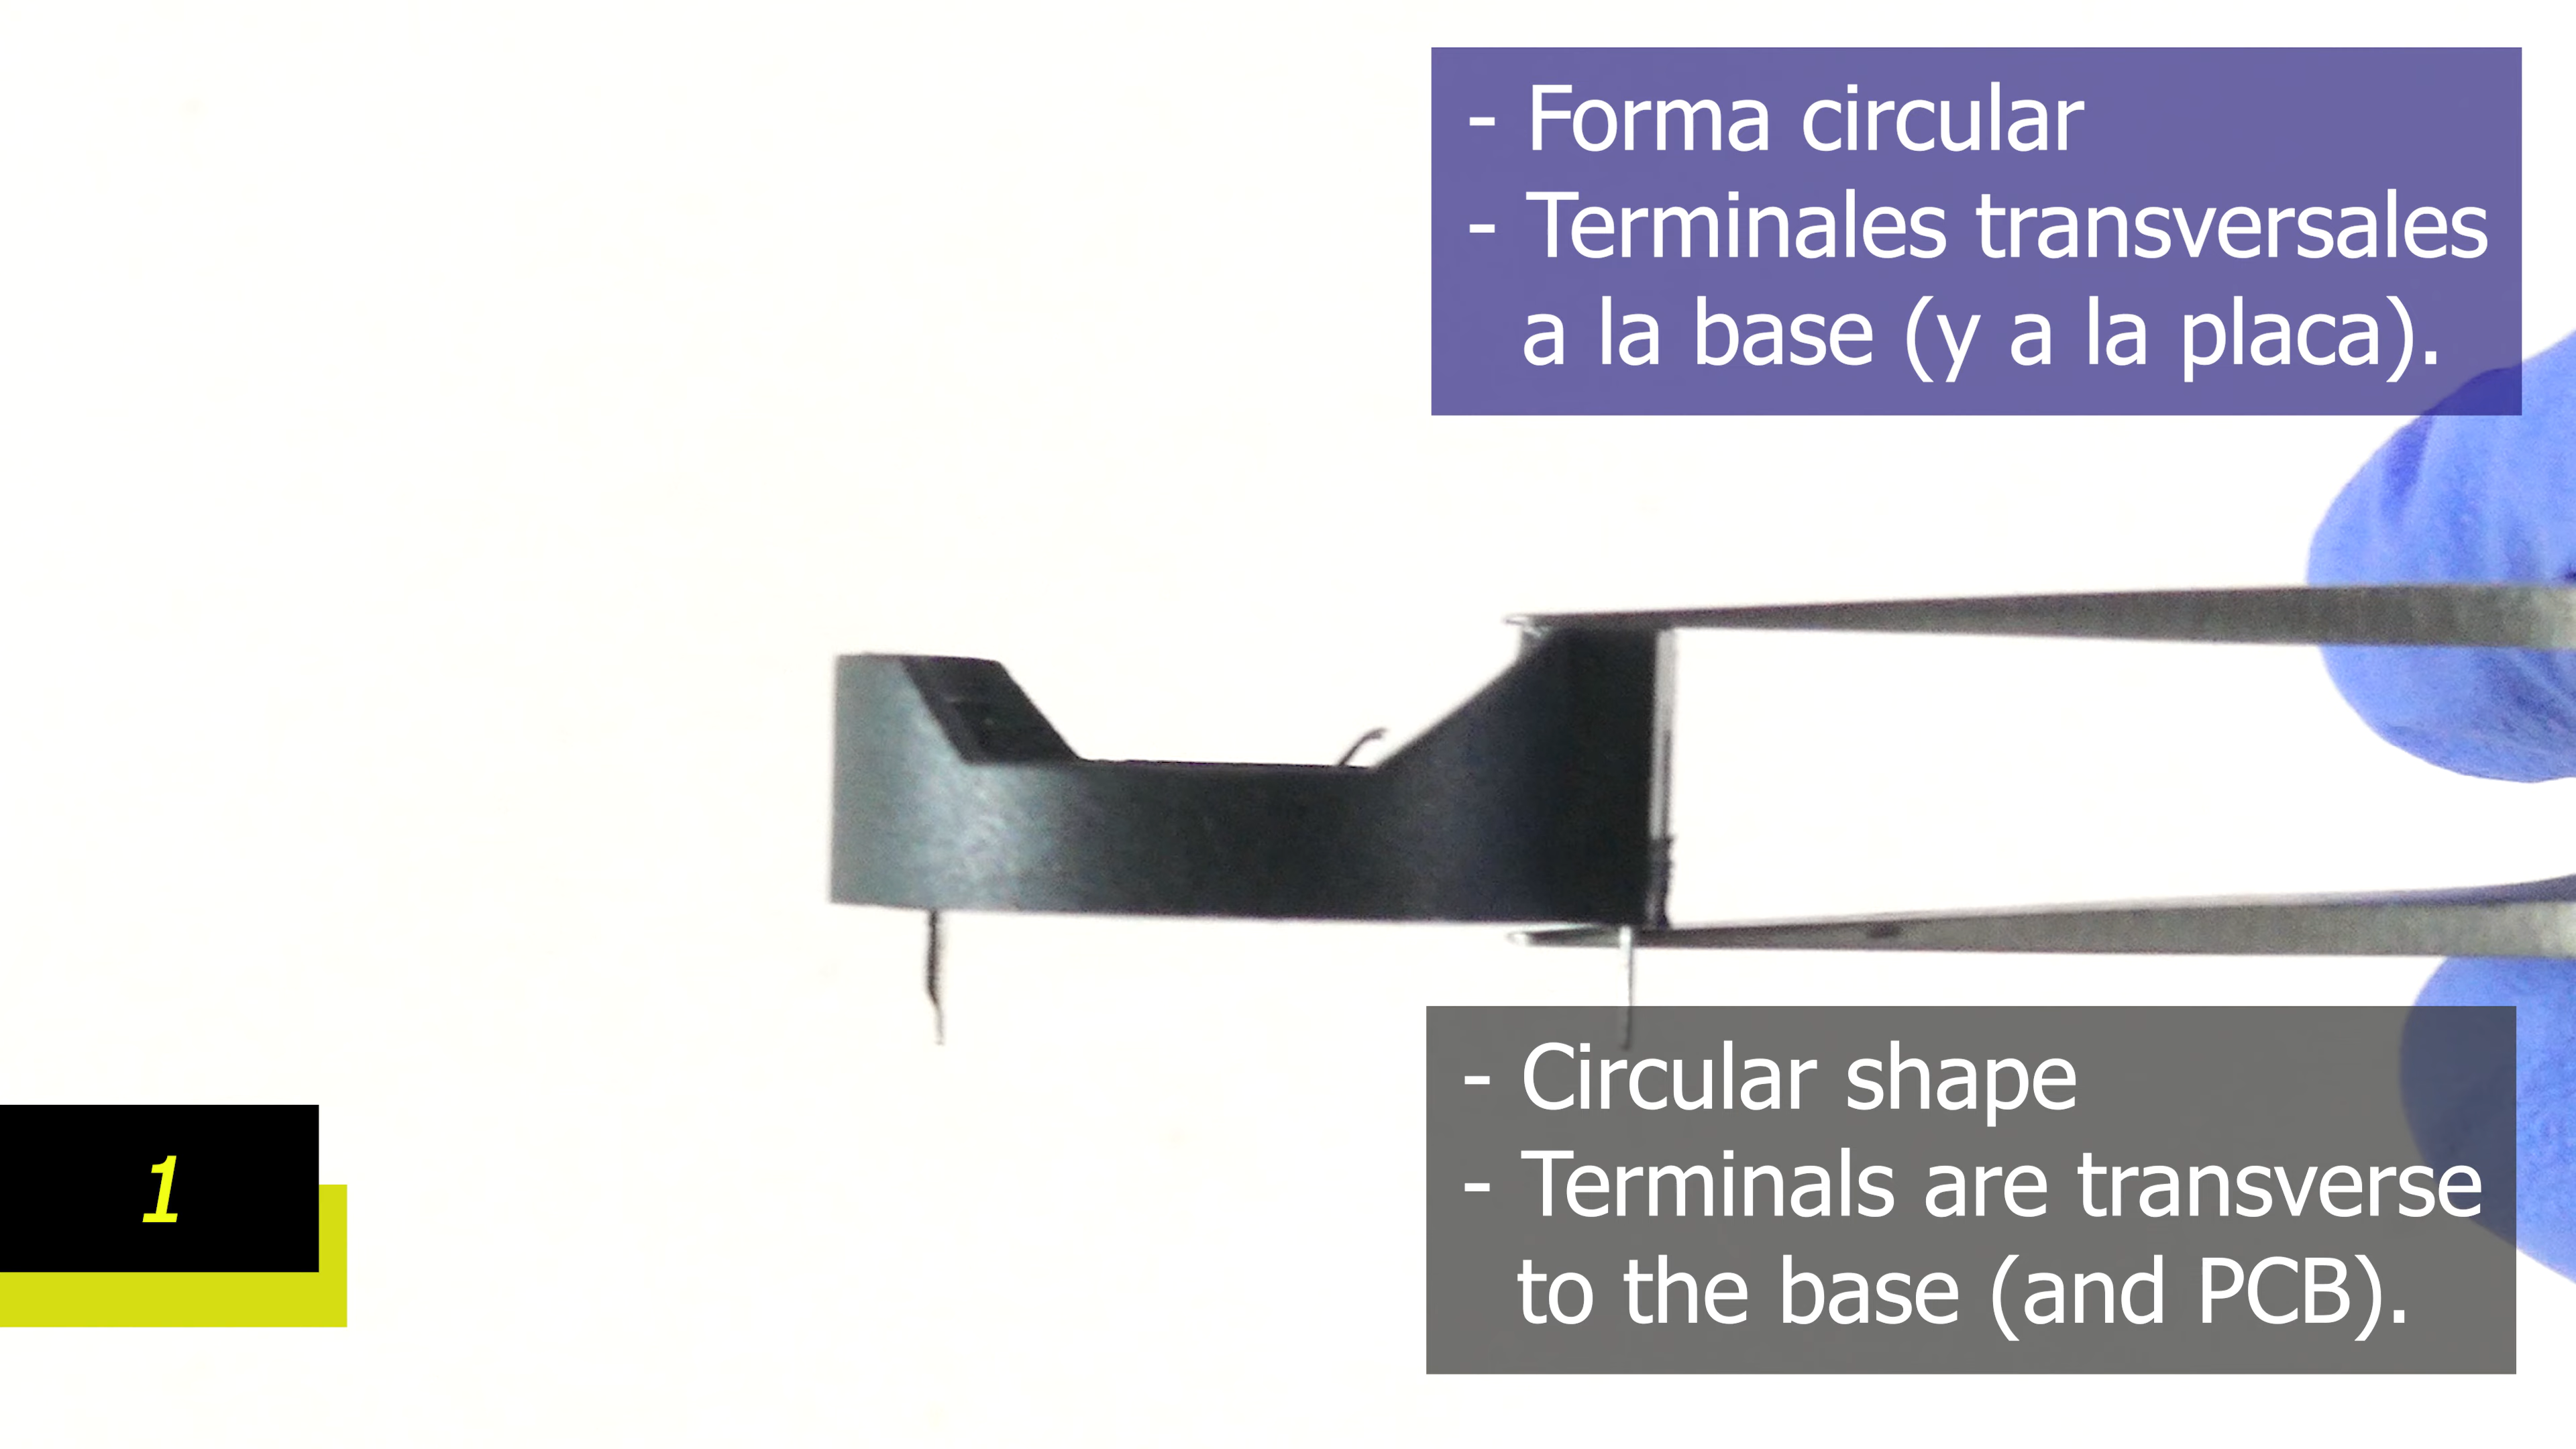 - Forma circular
- Terminales transversales
a la base (y a la placa).
- Circular shape
- Terminals are transverse
to the base (and PCB).
1